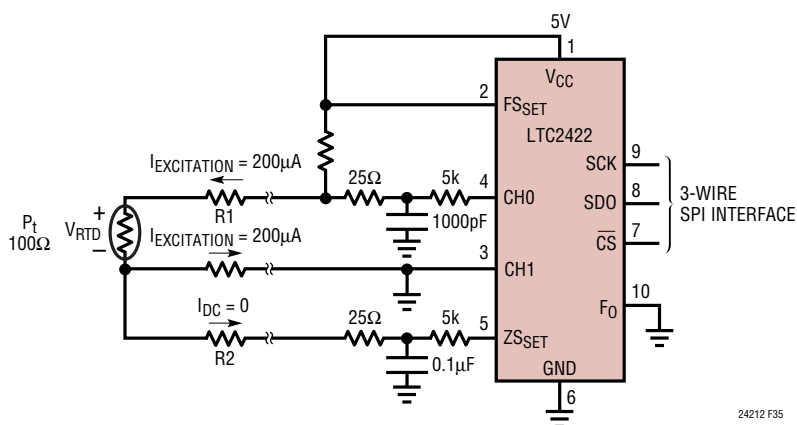 5V
1
VCC
2
FSSET
LTC2422
IEXCITATION = 200µA
25Ω
5k
4
CH0
SCK
9
R1
1000pF
SDO
8
3-WIRE
SPI INTERFACE
Pt
100Ω
VRTD
+
–
IEXCITATION = 200µA
3
CH1
CS
7
IDC = 0
25Ω
5k
5
ZSSET
FO
10
R2
0.1µF
GND
6
24212 F35